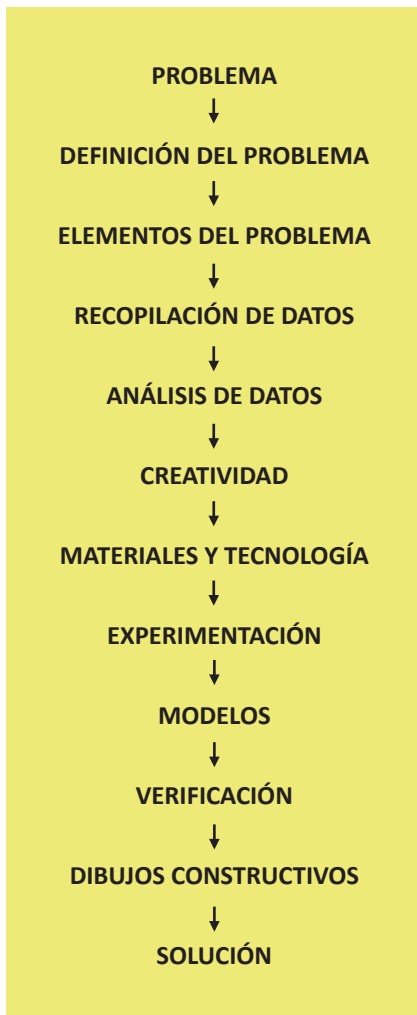 PROBLEMA
DEFINICIÓN DEL PROBLEMA
ELEMENTOS DEL PROBLEMA
RECOPILACIÓN DE DATOS
ANÁLISIS DE DATOS
CREATIVIDAD
MATERIALES Y TECNOLOGÍA
EXPERIMENTACIÓN
MODELOS
VERIFICACIÓN
DIBUJOS CONSTRUCTIVOS
SOLUCIÓN